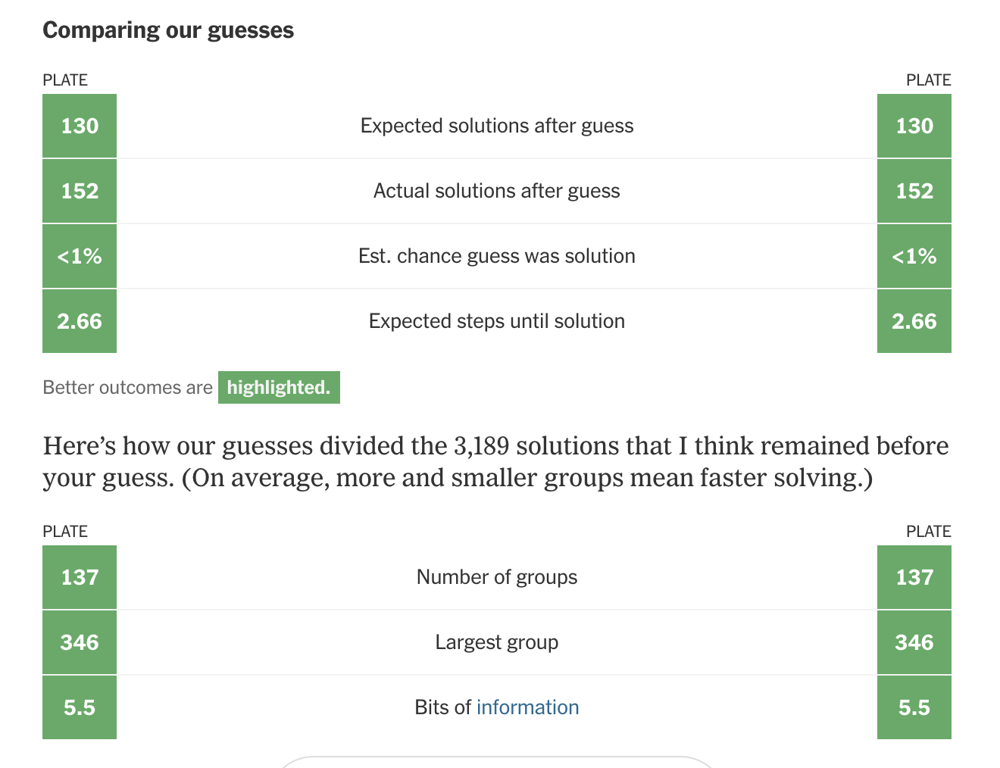 Comparing our guesses
PLATE PLATE
130 Expected solutions after guess 130
152 Actual solutions after guess 152
<1% Est. chance guess was solution <1%
2.66 Expected steps until solution 2.66
Better outcomes are highlighted.
Here’s how our guesses divided the 3,189 solutions that I think remained before
your guess. (On average, more and smaller groups mean faster solving.)
PLATE PLATE
137 Number of groups 137
346 Largest group 346
5.5 Bits of information 5.5